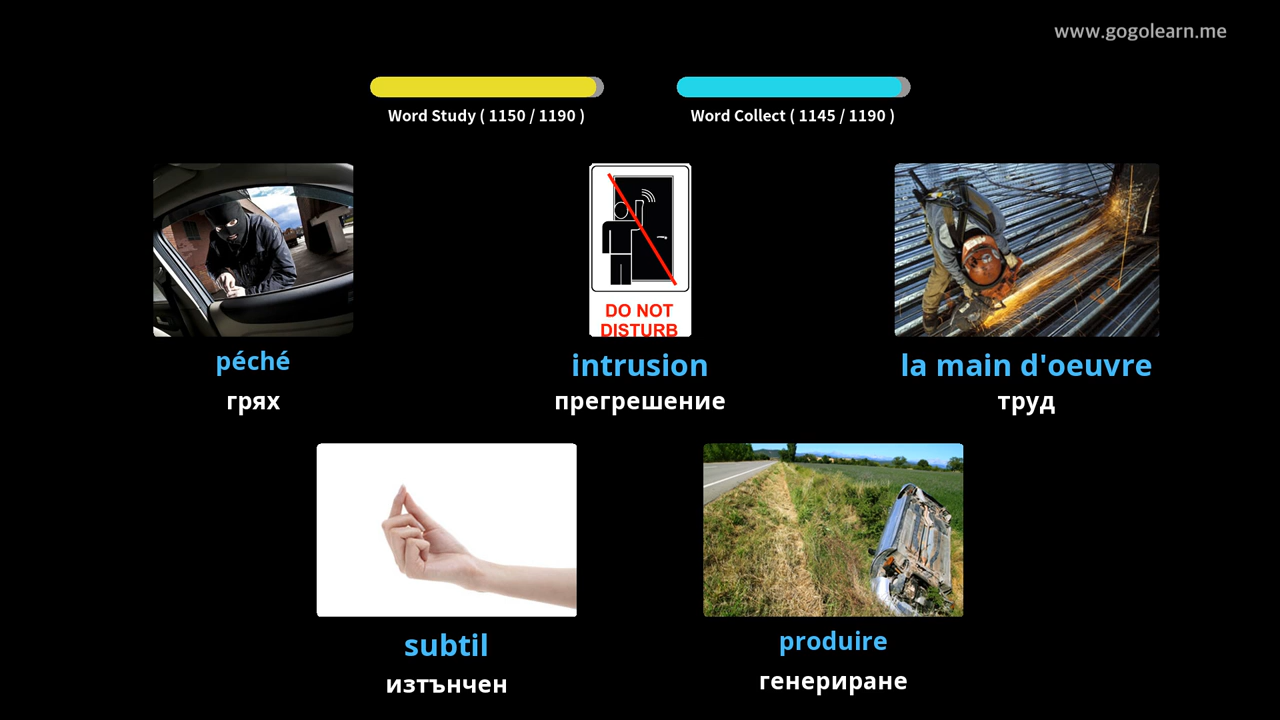 www.gogolearn.me
Word Study ( 1150 / 1190 )
Word Collect ( 1145 / 1190 )
DO NOT
DISTURB
péché
intrusion
la main d'oeuvre
грях
прегрешение
труд
subtil
produire
изтънчен
генериране